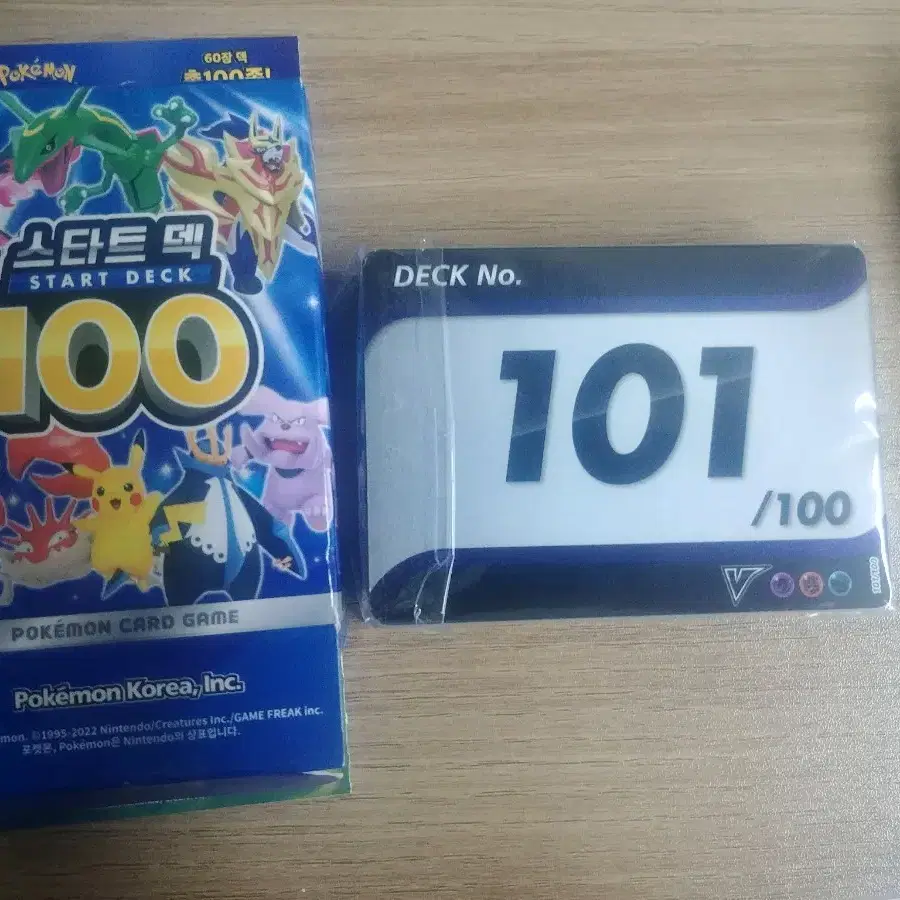 POKéMON
60장 덱
총100종!
스타트 덱
START DECK
100
POKéMON CARD GAME
Pokémon Korea, Inc.
mon. ©1995-2022 Nintendo/Creatures Inc./GAME FREAK inc.
포켓몬, Pokémon은 Nintendo의 상표입니다.
DECK No.
101
/100
V
101/100